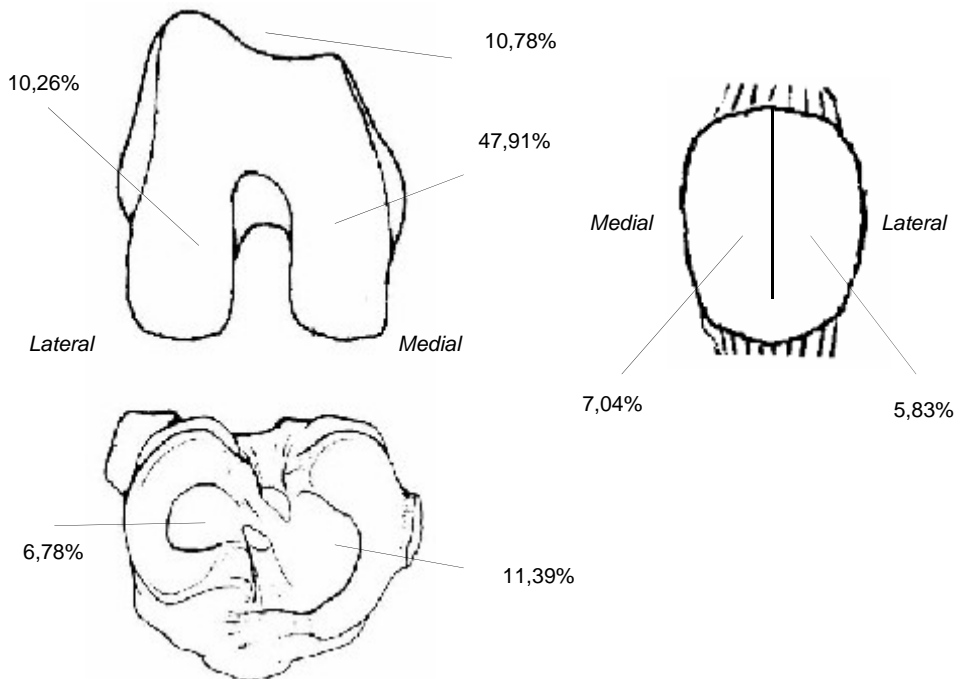 10,78%
10,26%
47,91%
Medial
Lateral
Lateral
Medial
7,04%
5,83%
6,78%
11,39%